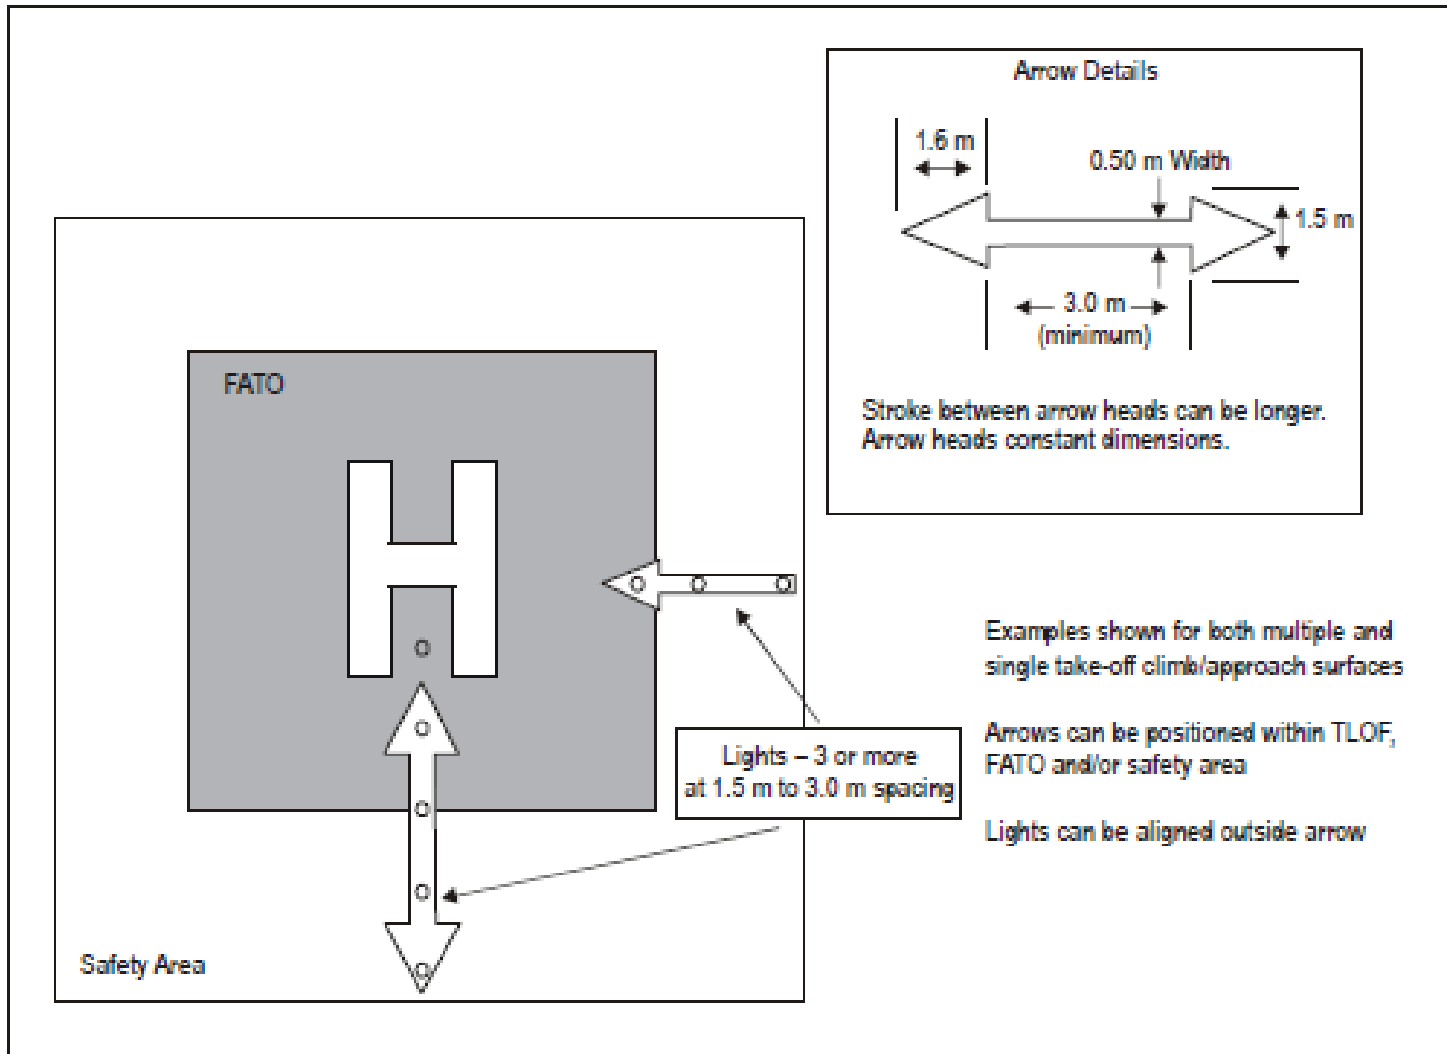 Arrow Details
1.6 m
0.50 m Width
1.5 m
3.0 m
(minimum)
Stroke between arrow heads can be longer.
Arrow heads constant dimensions.
FATO
H
Examples shown for both multiple and
single take-off climb/approach surfaces
Arrows can be positioned within TLOF,
FATO and/or safety area
Lights can be aligned outside arrow
Lights – 3 or more
at 1.5 m to 3.0 m spacing
Safety Area